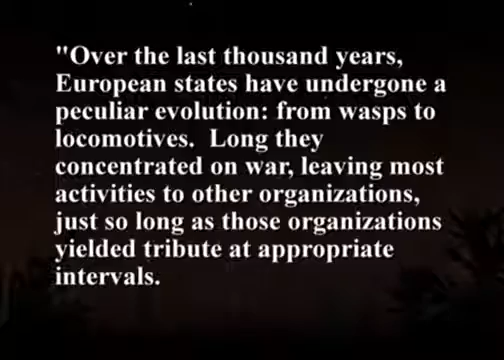 "Over the last thousand years,
European states have undergone a
peculiar evolution: from wasps to
locomotives.  Long they
concentrated on war, leaving most
activities to other organizations,
just so long as those organizations
yielded tribute at appropriate
intervals.